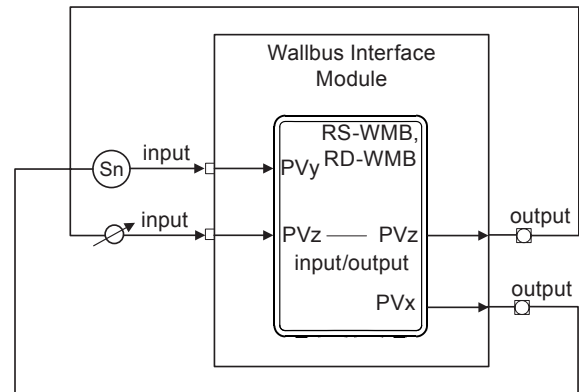 Wallbus Interface
Module
RS-WMB,
RD-WMB
input
Sn
PVy
input
PVz PVz
output
input/output
output
PVx